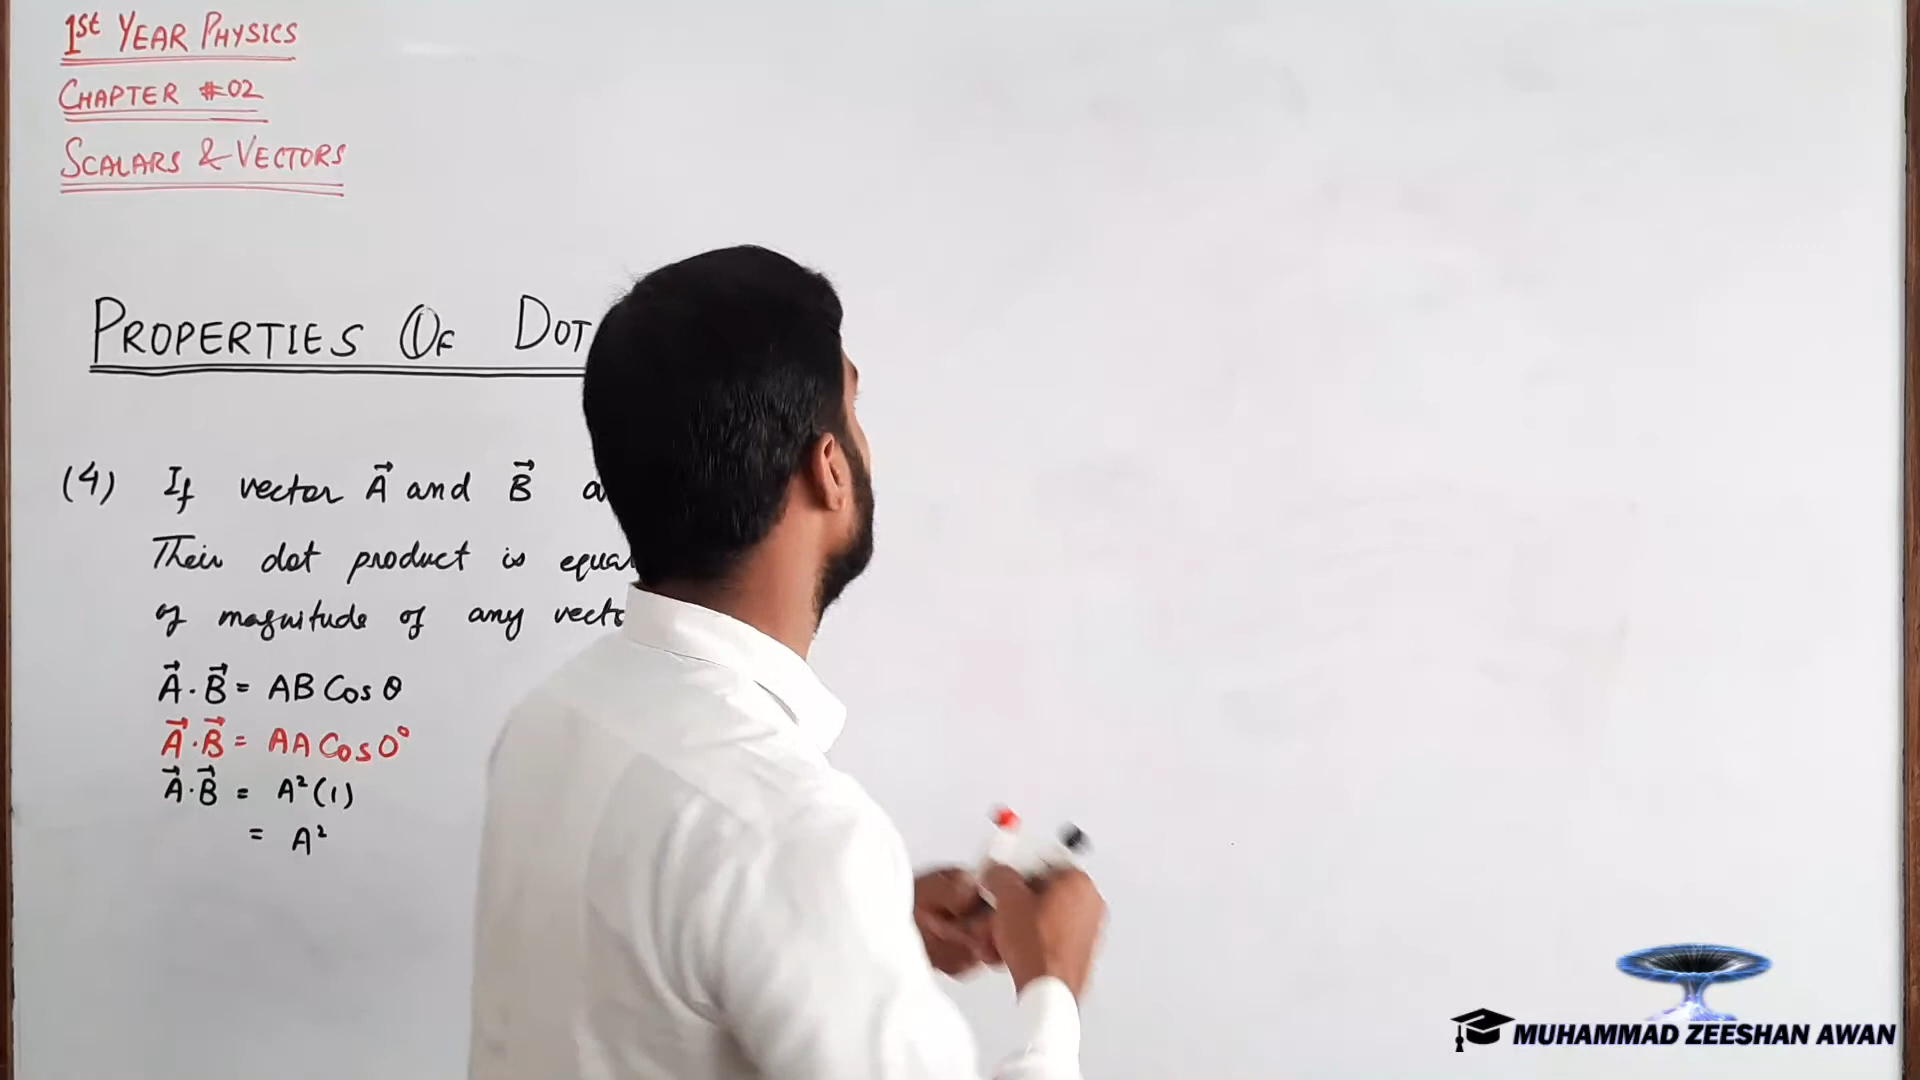 1st YEAR PHYSICS
CHAPTER #02
SCALARS & VECTORS
PROPERTIES OF DOT
(4) If vector A⃗ and B⃗
Their dot product is equal
of magnitude of any
A⃗ . B⃗ = AB Cos θ
A⃗ . B⃗ = AA Cos 0°
A⃗ . B⃗ = A² (1)
= A²
MUHAMMAD ZEESHAN AWAN